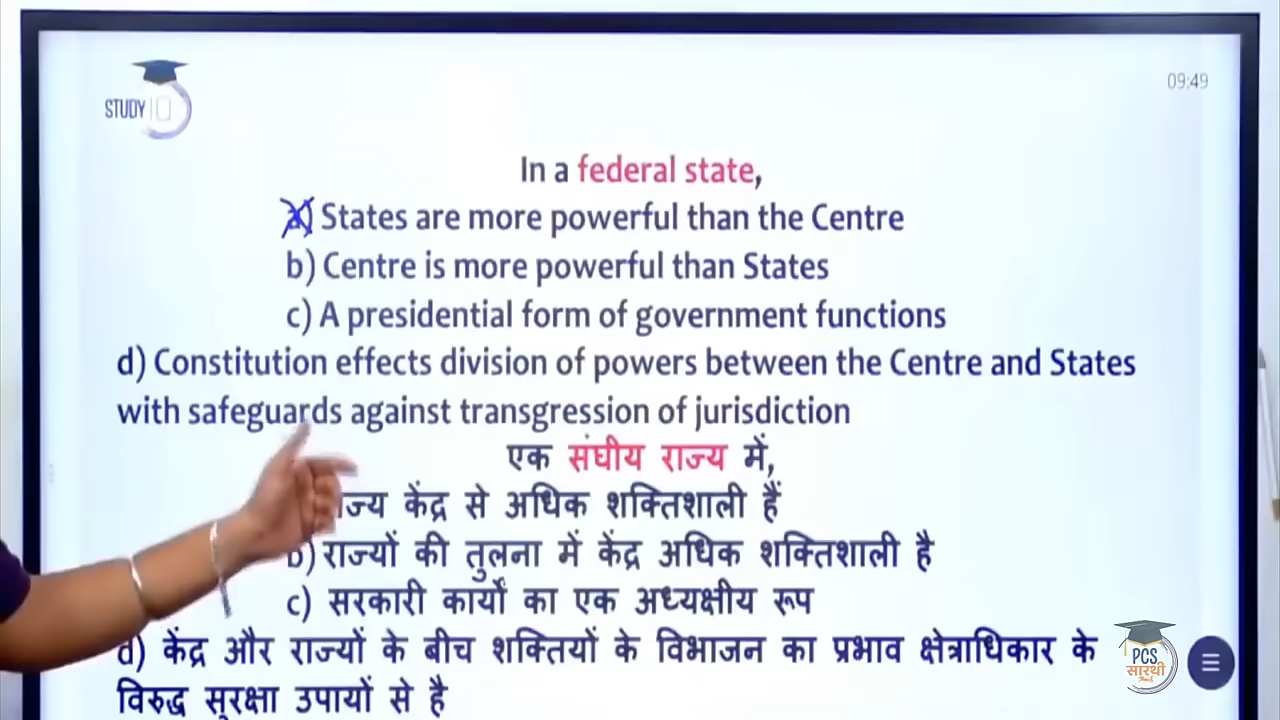 STUDY IQ
09:49
In a federal state,
a) States are more powerful than the Centre
b) Centre is more powerful than States
c) A presidential form of government functions
d) Constitution effects division of powers between the Centre and States
with safeguards against transgression of jurisdiction
एक संघीय राज्य में,
केंद्र से अधिक शक्तिशाली हैं
b) राज्यों की तुलना में केंद्र अधिक शक्तिशाली है
c) सरकारी कार्यों का एक अध्यक्षीय रूप
d) केंद्र और राज्यों के बीच शक्तियों के विभाजन का प्रभाव क्षेत्राधिकार के
विरुद्ध सुरक्षा उपायों से है
PCS
सारथी